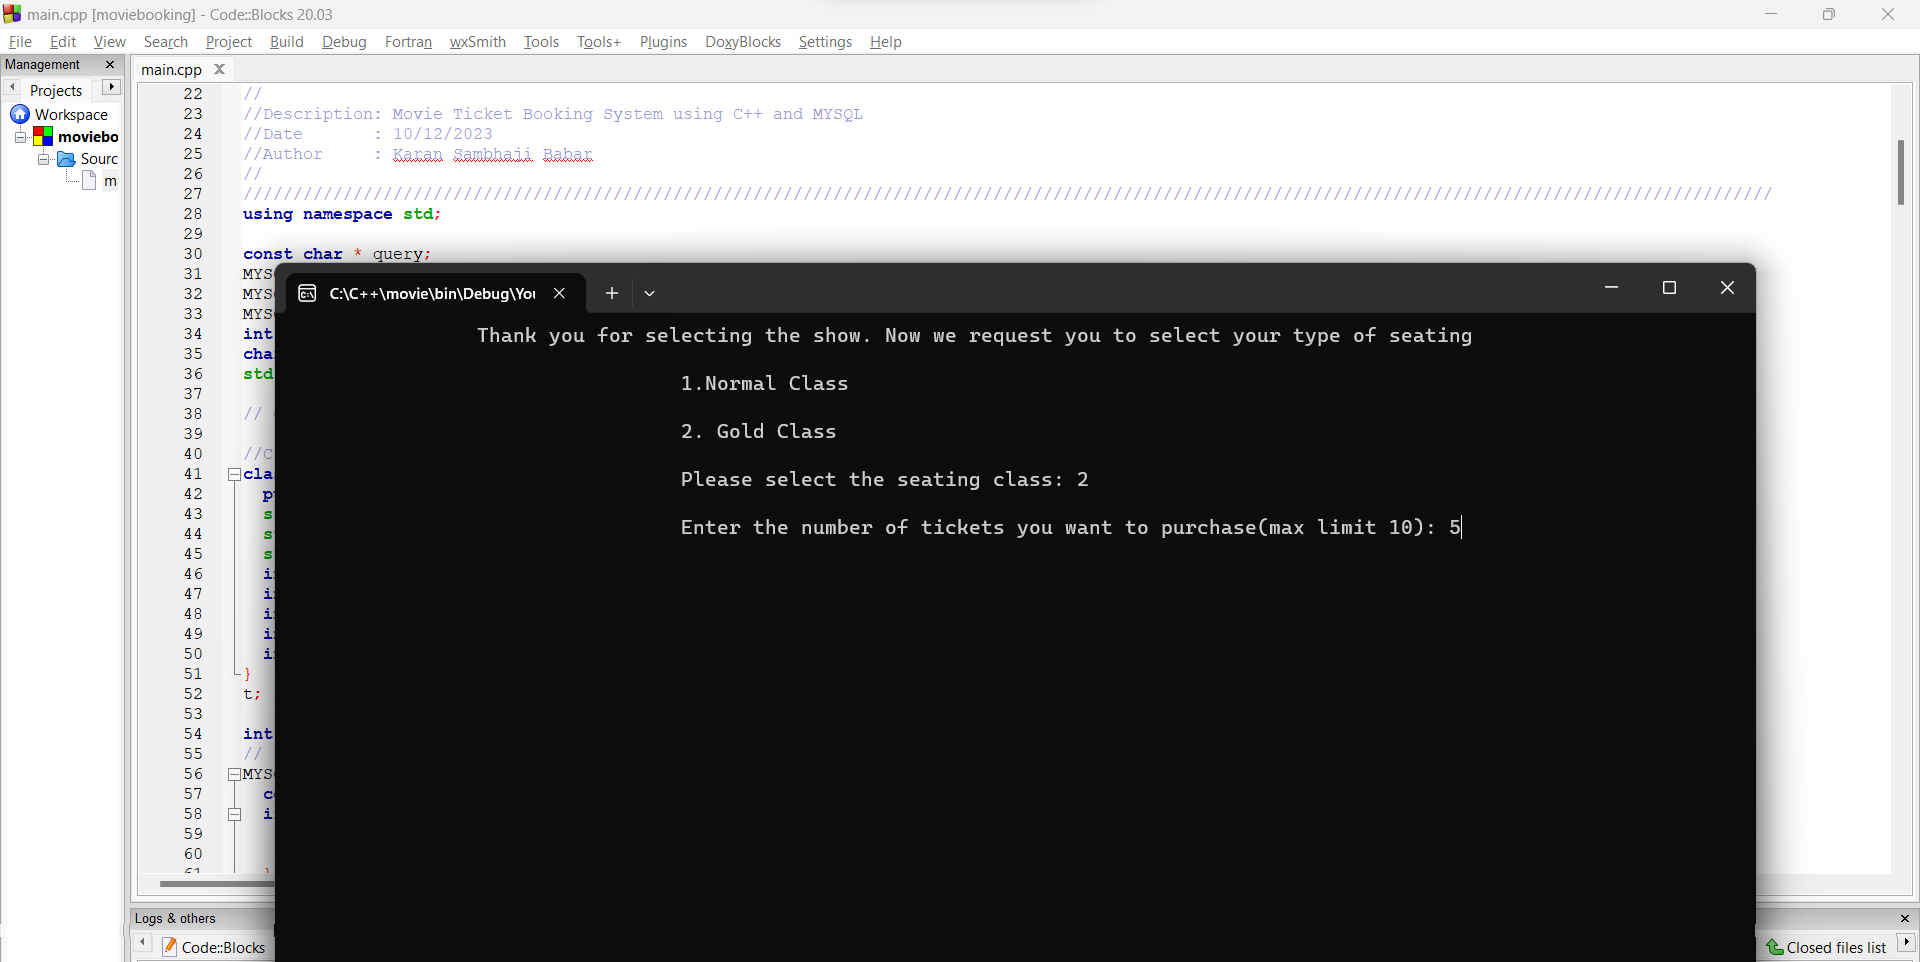 main.cpp [moviebooking] - Code::Blocks 20.03
File Edit View Search Project Build Debug Fortran wxSmith Tools Tools+ Plugins DoxyBlocks Settings Help
Management
main.cpp
Projects
Workspace
moviebo
Sourc
m
22 //
23 //Description: Movie Ticket Booking System using C++ and MYSQL
24 //Date : 10/12/2023
25 //Author : Karan Sambhaji Babar
26 //
27 /////////////////////////////////////////////////////////////////////////////////////////////////////////////////////////////////////////////////////////
28 using namespace std;
29
30 const char * query;
31 MYS
32 MYS
33 MYS
34 int
35 cha
36 std
37
38 //
39
40 //C
41 cla
42 p
43 s
44 s
45 s
46 i
47 i
48 i
49 i
50 i
51 }
52 t;
53
54 int
55 //
56 MYS
57 c
58 i
59
60
61 }
C:\C++\movie\bin\Debug\You
Thank you for selecting the show. Now we request you to select your type of seating
1.Normal Class
2. Gold Class
Please select the seating class: 2
Enter the number of tickets you want to purchase(max limit 10): 5
Logs & others
Code::Blocks
Closed files list